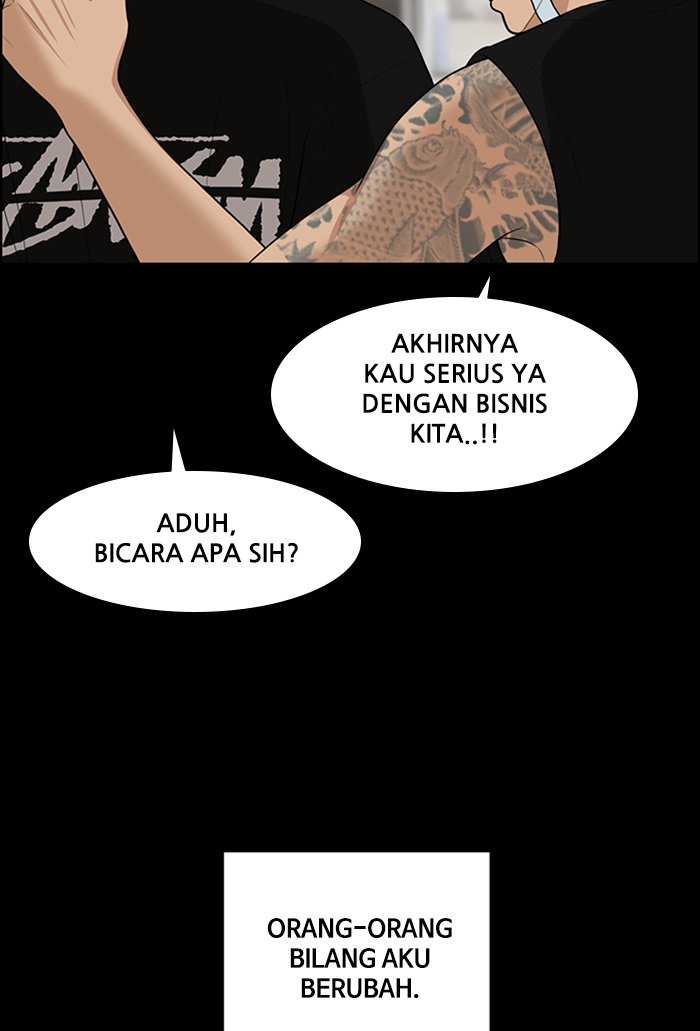 AKHIRNYA
KAU SERIUS YA
DENGAN BISNIS
KITA..!!
ADUH,
BICARA APA SIH?
ORANG-ORANG
BILANG AKU
BERUBAH.